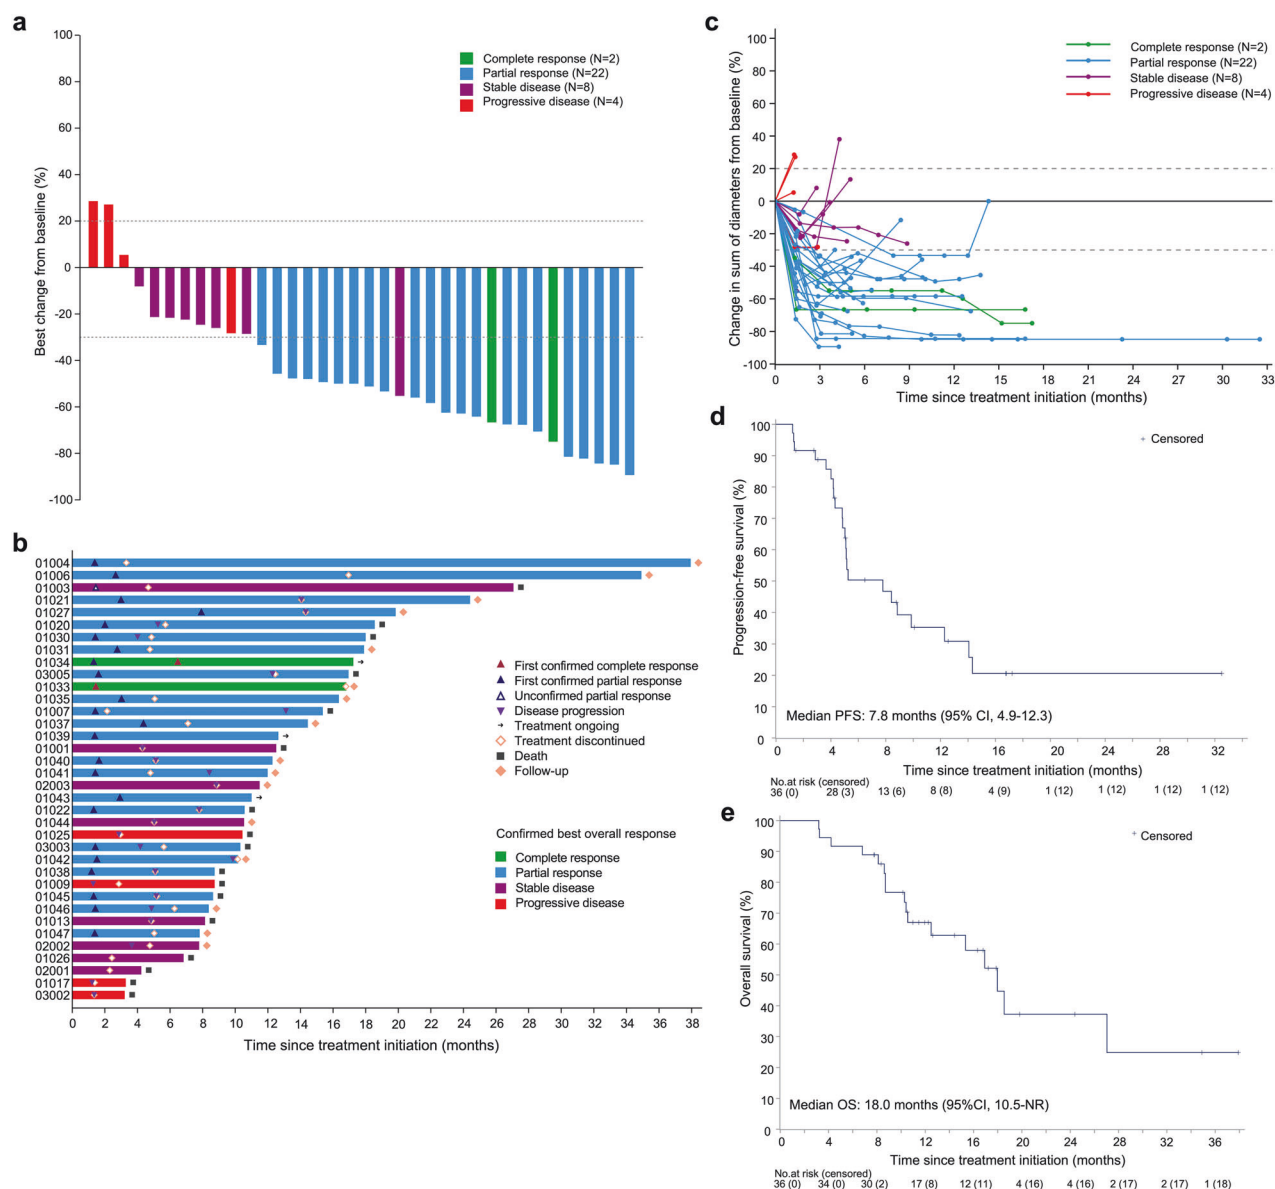 a
100
80
60
40
20
0
-20
-40
-60
-80
-100
Best change from baseline (%)
Complete response (N=2)
Partial response (N=22)
Stable disease (N=8)
Progressive disease (N=4)
b
01004
01006
01003
01021
01027
01020
01030
01031
01034
03005
01033
01035
01007
01037
01039
01001
01040
01041
02003
01043
01022
01044
01025
03003
01042
01038
01009
01045
01046
01013
01047
02002
01026
02001
01017
03002
0 2 4 6 8 10 12 14 16 18 20 22 24 26 28 30 32 34 36 38
Time since treatment initiation (months)
First confirmed complete response
First confirmed partial response
Unconfirmed partial response
Disease progression
Treatment ongoing
Treatment discontinued
Death
Follow-up
Confirmed best overall response
Complete response
Partial response
Stable disease
Progressive disease
c
100
80
60
40
20
0
-20
-40
-60
-80
-100
Change in sum of diameters from baseline (%)
Complete response (N=2)
Partial response (N=22)
Stable disease (N=8)
Progressive disease (N=4)
0 3 6 9 12 15 18 21 24 27 30 33
Time since treatment initiation (months)
d
100
90
80
70
60
50
40
30
20
10
0
Progression-free survival (%)
Censored
Median PFS: 7.8 months (95% CI, 4.9-12.3)
0 4 8 12 16 20 24 28 32
Time since treatment initiation (months)
No.at risk (censored)
36 (0) 28 (3) 13 (6) 8 (8) 4 (9) 1 (12) 1 (12) 1 (12) 1 (12)
e
100
90
80
70
60
50
40
30
20
10
0
Overall survival (%)
Censored
Median OS: 18.0 months (95%CI, 10.5-NR)
0 4 8 12 16 20 24 28 32 36
Time since treatment initiation (months)
No.at risk (censored)
36 (0) 34 (0) 30 (2) 17 (8) 12 (11) 4 (16) 4 (16) 2 (17) 2 (17) 1 (18)